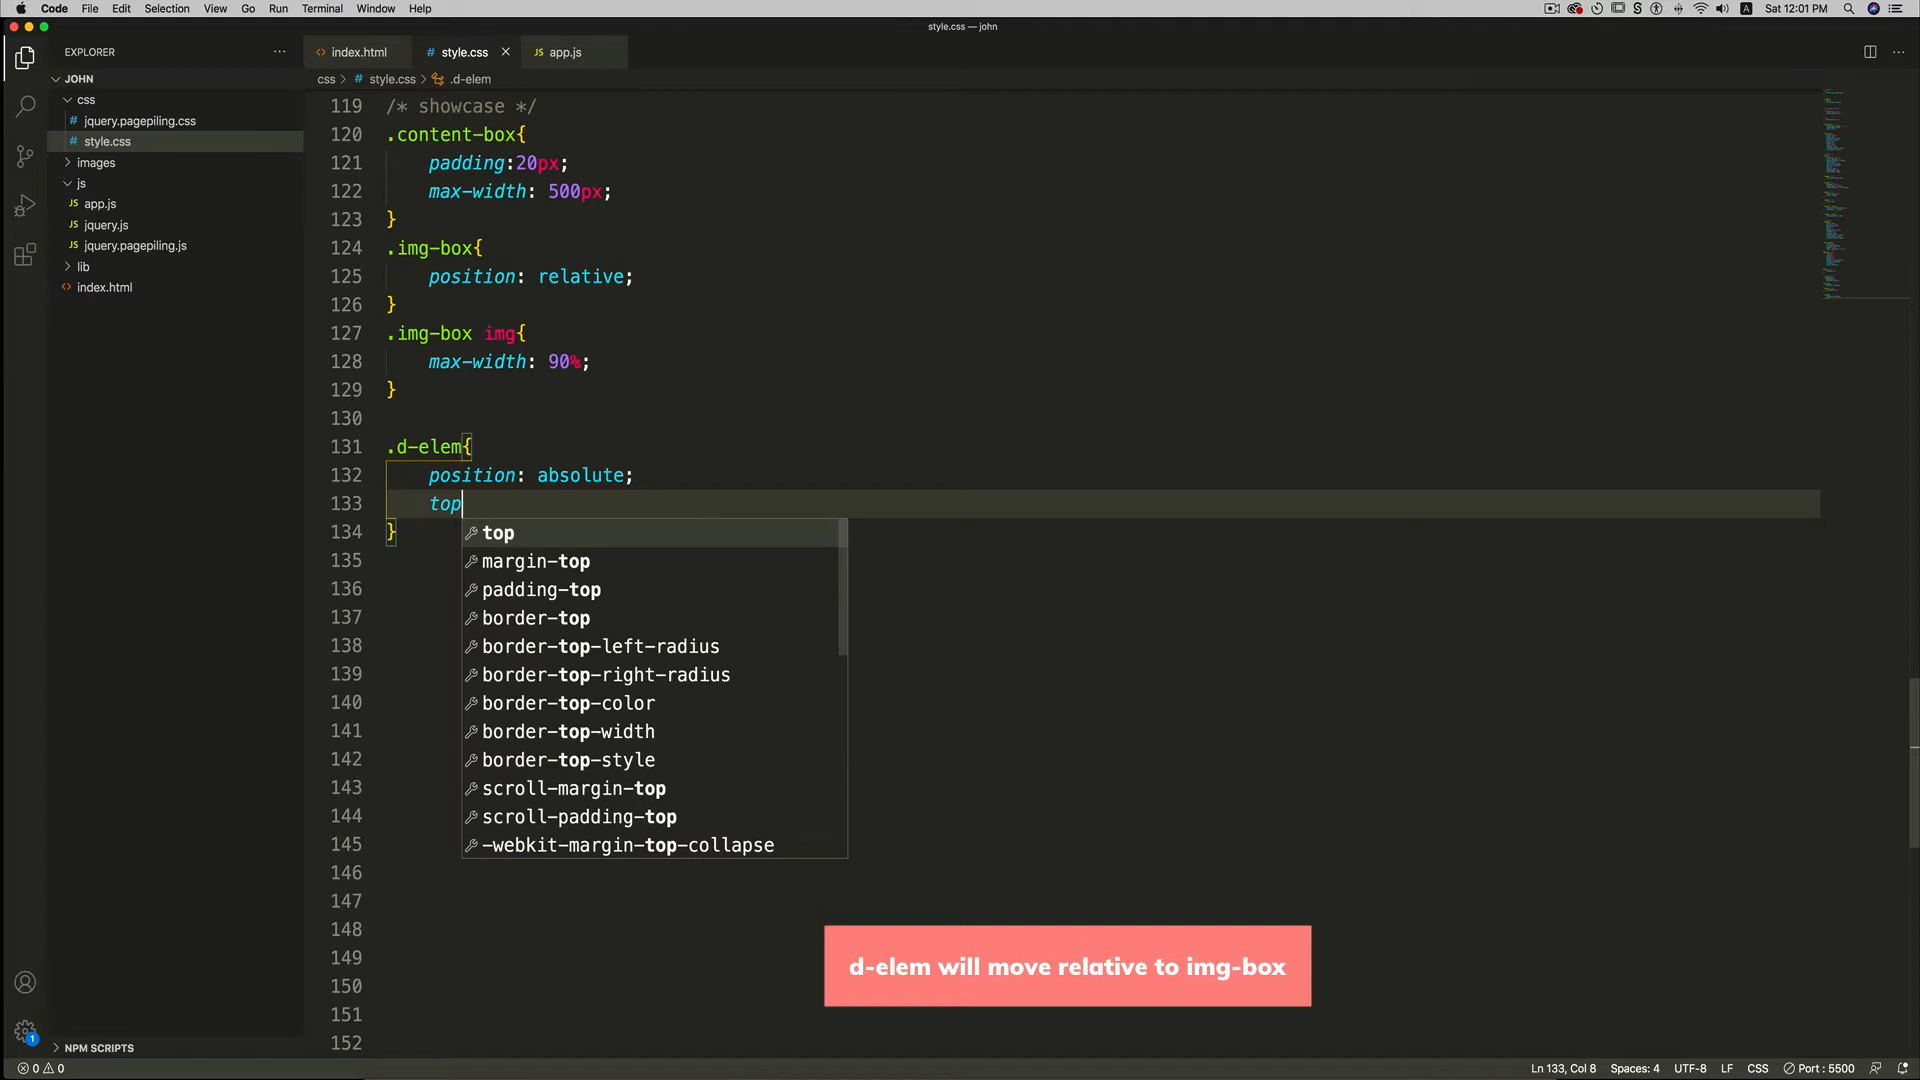 Code File Edit Selection View Go Run Terminal Window Help
Sat 12:01 PM
style.css — john
EXPLORER
index.html
style.css
app.js
JOHN
css > style.css > .d-elem
css
jquery.pagepiling.css
style.css
images
js
app.js
jquery.js
jquery.pagepiling.js
lib
index.html
119 /* showcase */
120 .content-box{
121 padding:20px;
122 max-width: 500px;
123 }
124 .img-box{
125 position: relative;
126 }
127 .img-box img{
128 max-width: 90%;
129 }
130
131 .d-elem{
132 position: absolute;
133 top
134 }
top
135
margin-top
136
padding-top
137
border-top
138
border-top-left-radius
139
border-top-right-radius
140
border-top-color
141
border-top-width
142
border-top-style
143
scroll-margin-top
144
scroll-padding-top
145
-webkit-margin-top-collapse
146
147
148
149
150
151
152
d-elem will move relative to img-box
1
NPM SCRIPTS
0 0
Ln 133, Col 8 Spaces: 4 UTF-8 LF CSS Port : 5500